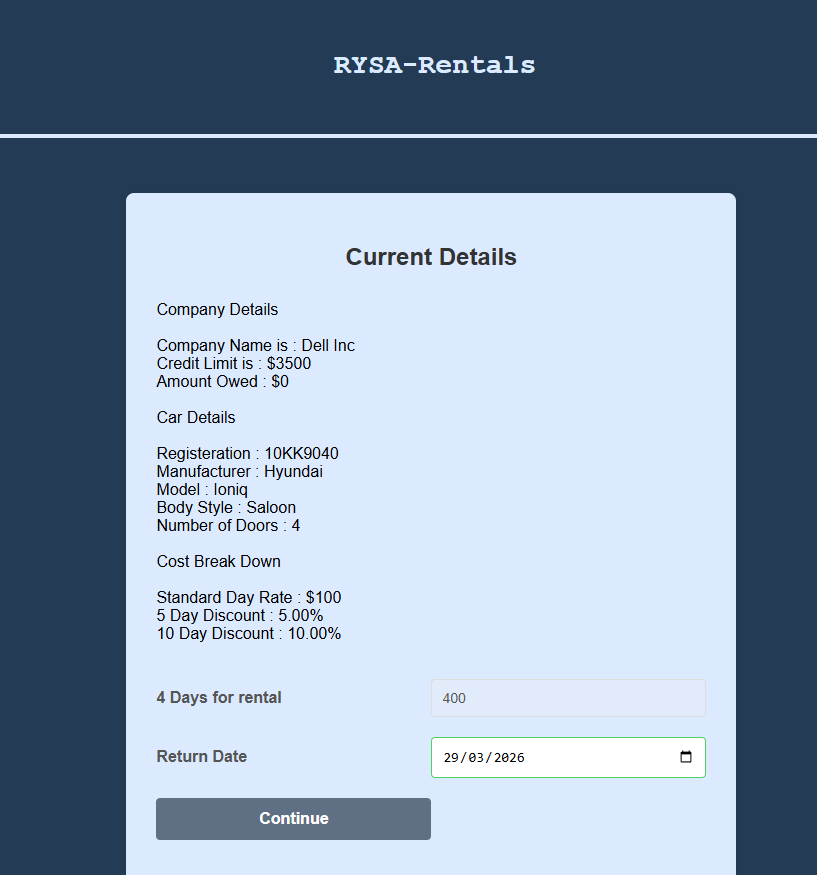 RYSA-Rentals
Current Details
Company Details
Company Name is : Dell Inc
Credit Limit is : $3500
Amount Owed : $0
Car Details
Registeration : 10KK9040
Manufacturer : Hyundai
Model : Ioniq
Body Style : Saloon
Number of Doors : 4
Cost Break Down
Standard Day Rate : $100
5 Day Discount : 5.00%
10 Day Discount : 10.00%
4 Days for rental 400
Return Date 29/03/2026
Continue